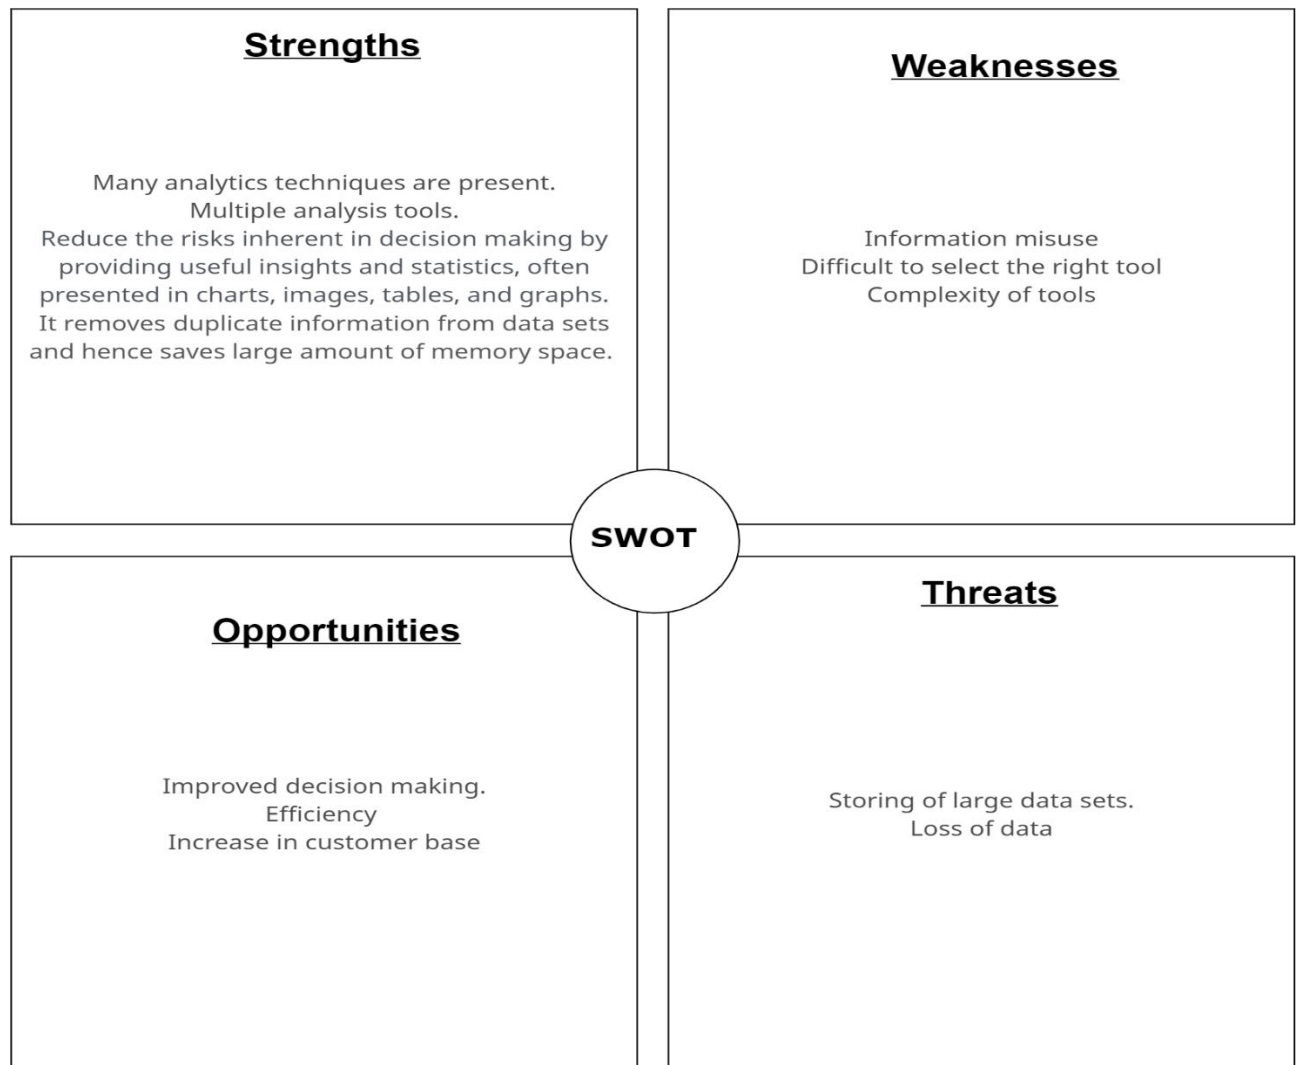 Strengths
Many analytics techniques are present.
Multiple analysis tools.
Reduce the risks inherent in decision making by
providing useful insights and statistics, often
presented in charts, images, tables, and graphs.
It removes duplicate information from data sets
and hence saves large amount of memory space.
Weaknesses
Information misuse
Difficult to select the right tool
Complexity of tools
SWOT
Opportunities
Improved decision making.
Efficiency
Increase in customer base
Threats
Storing of large data sets.
Loss of data